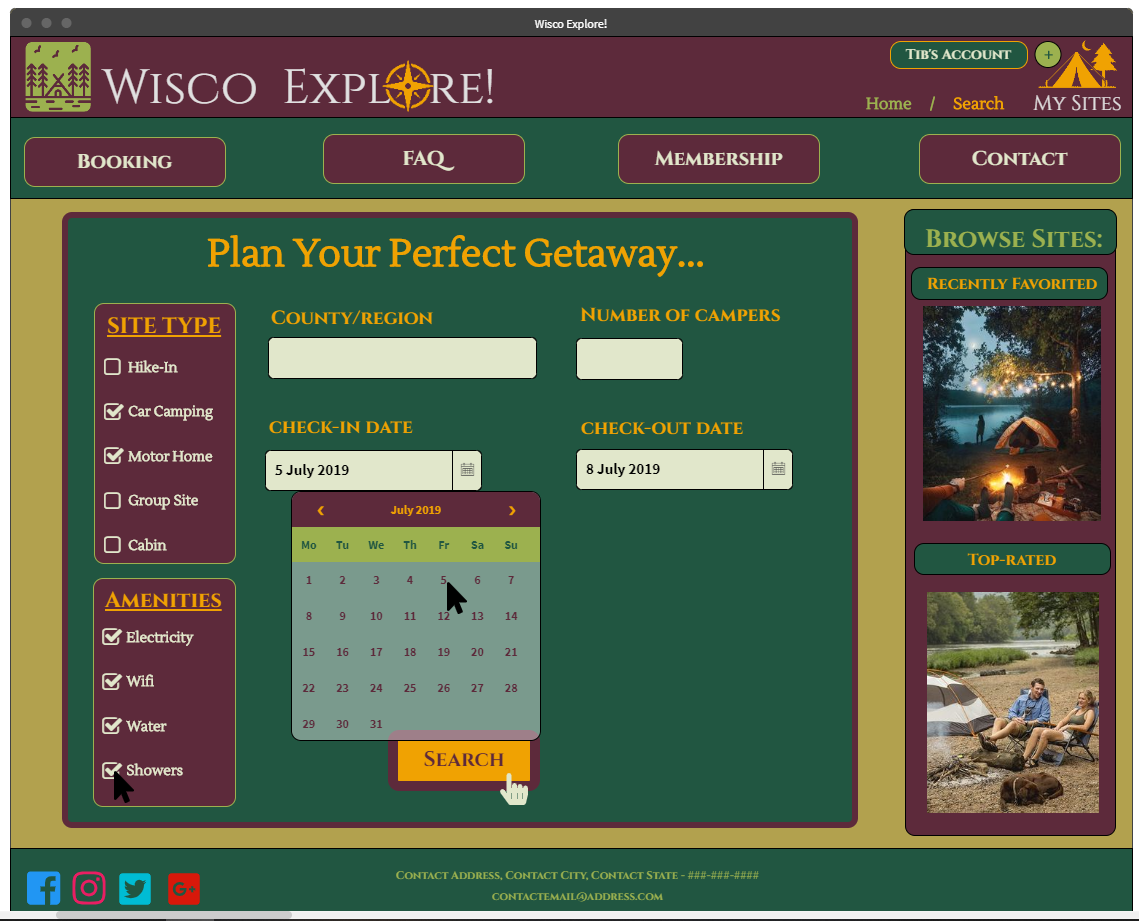 Wisco Explore!
Wisco Explore!
Tib's Account
+
Home / Search
My Sites
Booking
FAQ
Membership
Contact
Plan Your Perfect Getaway...
SITE TYPE
Hike-In
Car Camping
Motor Home
Group Site
Cabin
Amenities
Electricity
Wifi
Water
Showers
County/region
Number of campers
check-in date
5 July 2019
check-out date
8 July 2019
‹ July 2019 ›
Mo Tu We Th Fr Sa Su
1 2 3 4 5 6 7
8 9 10 11 12 13 14
15 16 17 18 19 20 21
22 23 24 25 26 27 28
29 30 31
Search
Browse Sites:
Recently Favorited
Top-rated
G+
Contact Address, Contact City, Contact State - ###-###-####
contactemail@address.com